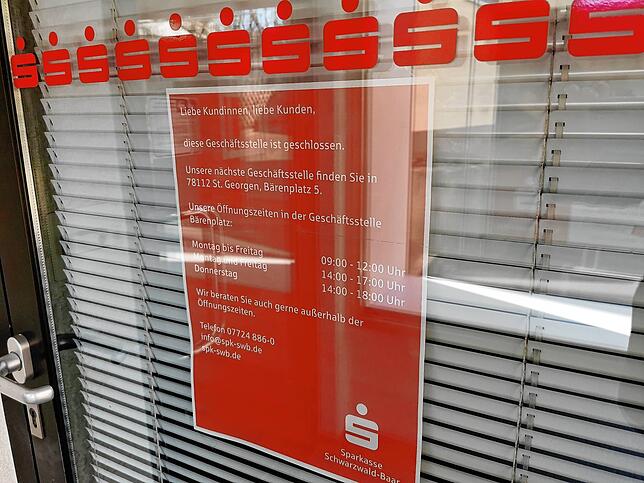 Liebe Kundinnen, liebe Kunden,
diese Geschäftsstelle ist geschlossen.
Unsere nächste Geschäftsstelle finden Sie in
78112 St. Georgen, Bärenplatz 5.
Unsere Öffnungszeiten in der Geschäftsstelle
Bärenplatz:
Montag bis Freitag 09:00 - 12:00 Uhr
Montag und Freitag 14:00 - 17:00 Uhr
Donnerstag 14:00 - 18:00 Uhr
Wir beraten Sie auch gerne außerhalb der
Öffnungszeiten.
Telefon 07724 886-0
info@spk-swb.de
spk-swb.de
Sparkasse
Schwarzwald-Baar